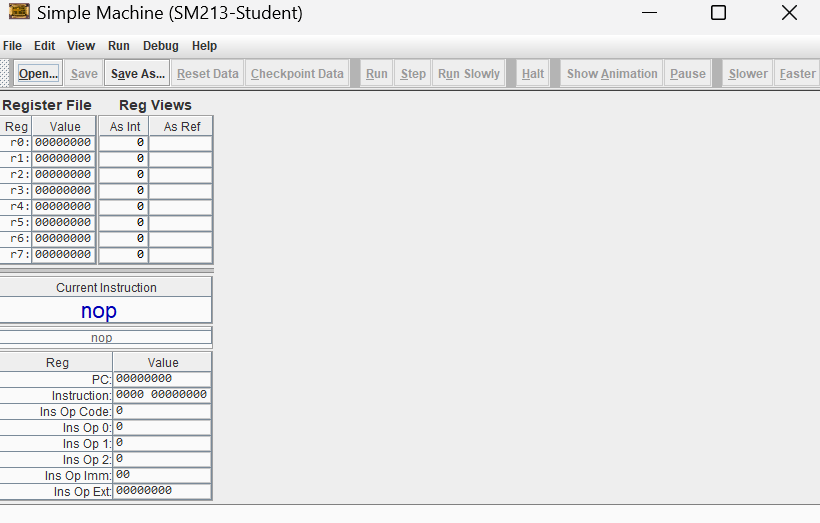 Simple Machine (SM213-Student)
File Edit View Run Debug Help
Open... Save Save As... Reset Data Checkpoint Data Run Step Run Slowly Halt Show Animation Pause Slower Faster
Register File Reg Views
Reg Value As Int As Ref
r0: 00000000 0
r1: 00000000 0
r2: 00000000 0
r3: 00000000 0
r4: 00000000 0
r5: 00000000 0
r6: 00000000 0
r7: 00000000 0
Current Instruction
nop
nop
Reg Value
PC: 00000000
Instruction: 0000 00000000
Ins Op Code: 0
Ins Op 0: 0
Ins Op 1: 0
Ins Op 2: 0
Ins Op Imm: 00
Ins Op Ext: 00000000